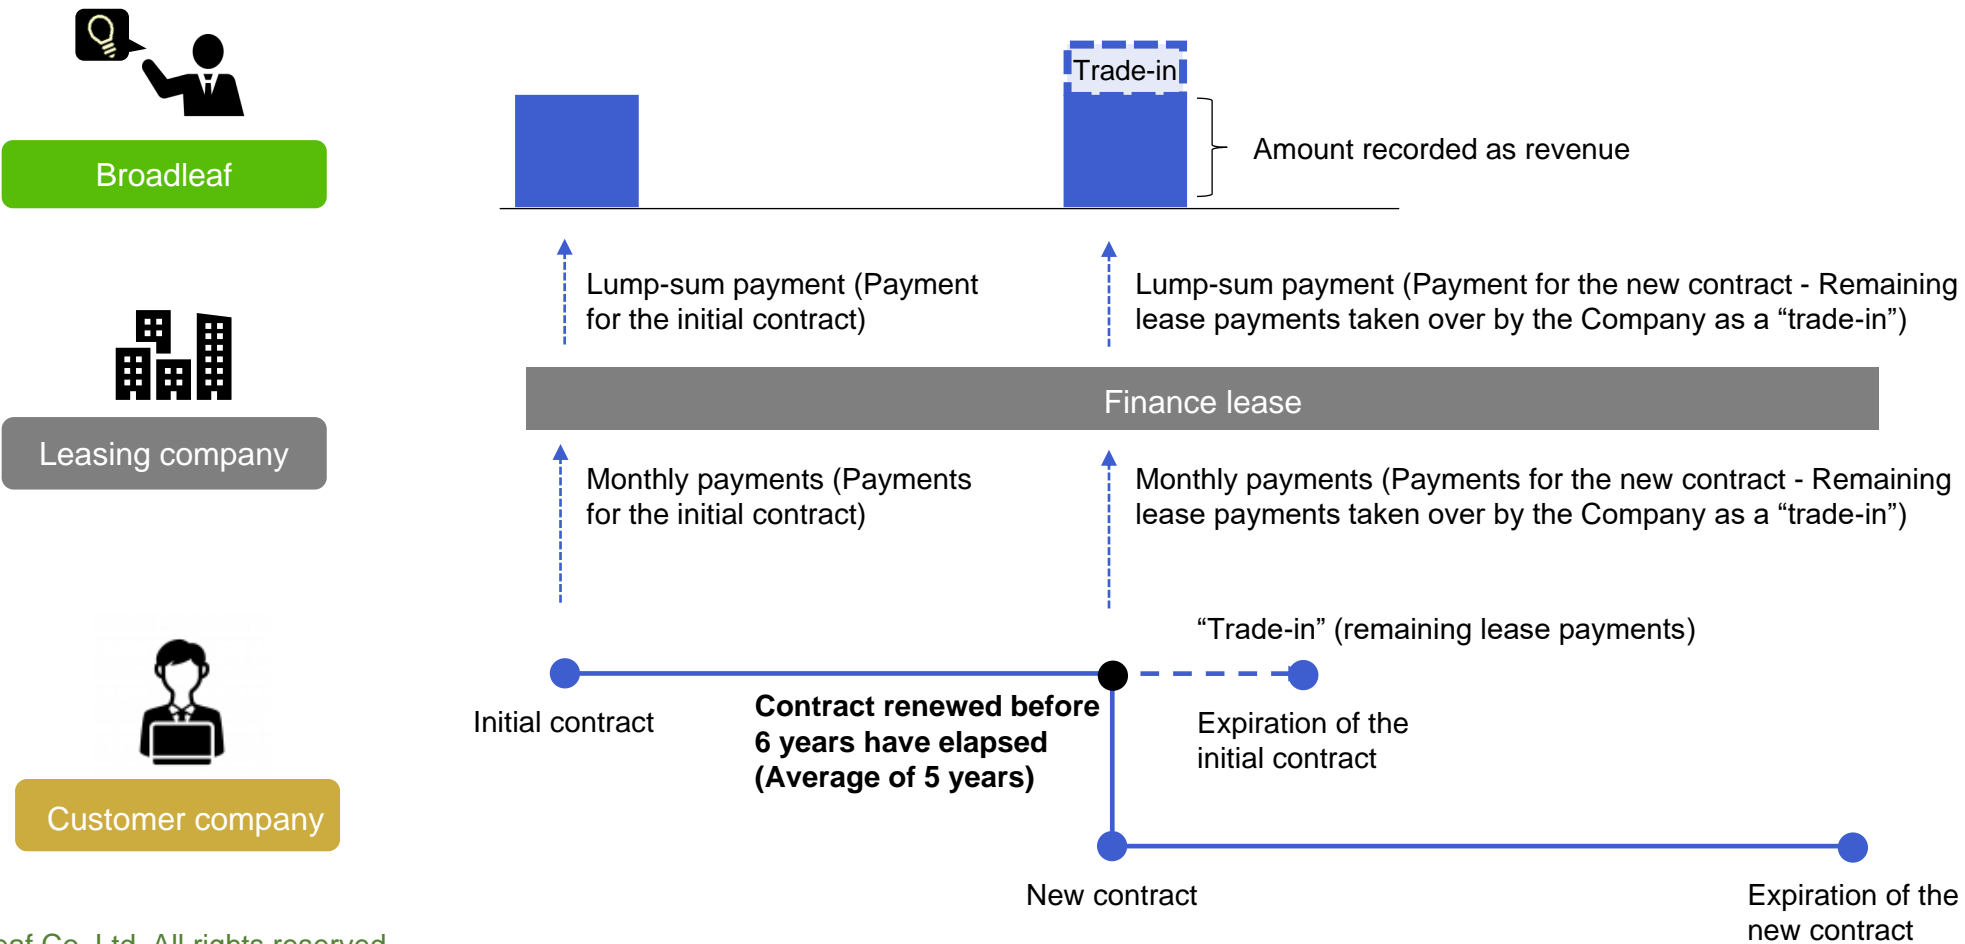 Trade-in
Amount recorded as revenue
Broadleaf
Lump-sum payment (Payment
for the initial contract)
Lump-sum payment (Payment for the new contract - Remaining
lease payments taken over by the Company as a “trade-in”)
Finance lease
Leasing company
Monthly payments (Payments
for the initial contract)
Monthly payments (Payments for the new contract - Remaining
lease payments taken over by the Company as a “trade-in”)
“Trade-in” (remaining lease payments)
Initial contract
Contract renewed before
6 years have elapsed
(Average of 5 years)
Expiration of the
initial contract
Customer company
New contract
Expiration of the
new contract
Co. Ltd. All rights reserved